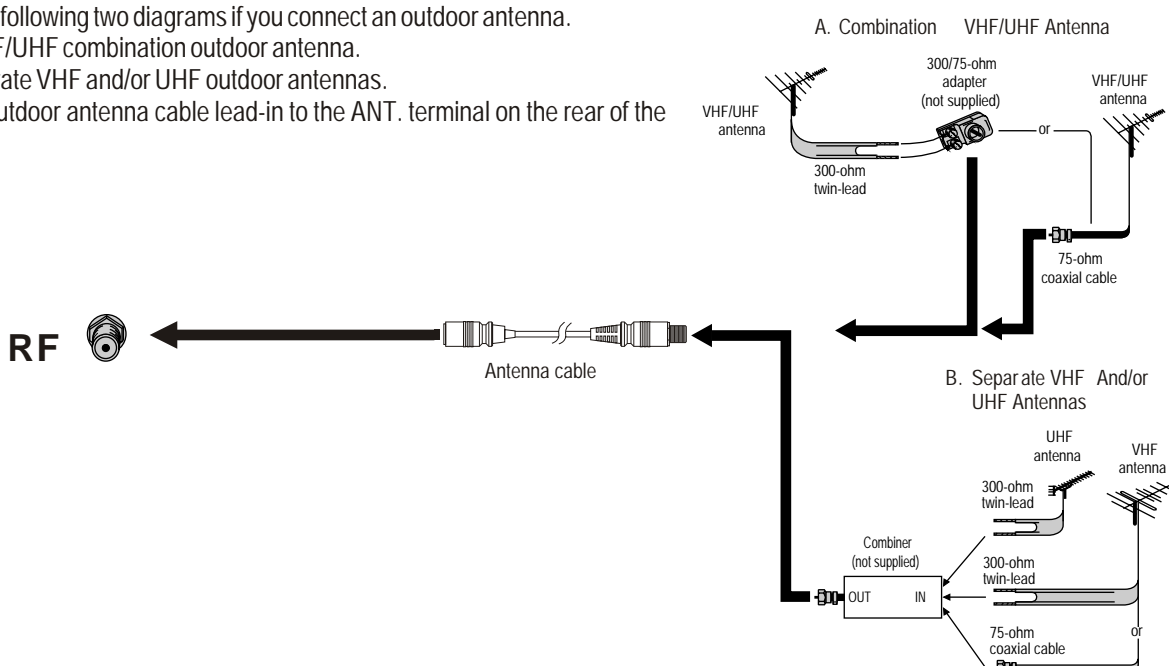 following two diagrams if you connect an outdoor antenna.
F/UHF combination outdoor antenna.
ate VHF and/or UHF outdoor antennas.
utdoor antenna cable lead-in to the ANT. terminal on the rear of the
A. Combination VHF/UHF Antenna
300/75-ohm
adapter
(not supplied)
VHF/UHF
antenna
VHF/UHF
antenna
or
300-ohm
twin-lead
75-ohm
coaxial cable
RF
Antenna cable
B. Separate VHF And/or
UHF Antennas
UHF
antenna
VHF
antenna
300-ohm
twin-lead
Combiner
(not supplied)
300-ohm
twin-lead
OUT IN
75-ohm
coaxial cable
or